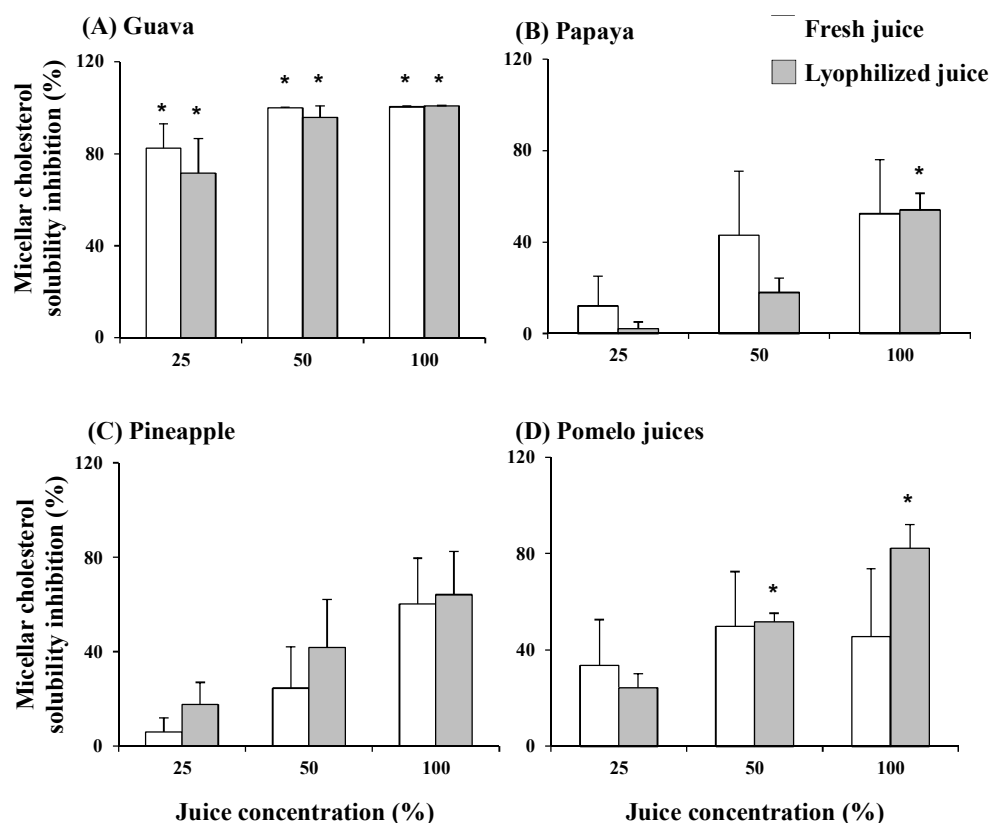 (A) Guava
(B) Papaya
Fresh juice
Lyophilized juice
Micellar cholesterol
solubility inhibition (%)
120
80
40
0
* * * * * *
25 50 100
120
80
40
0
*
25 50 100
(C) Pineapple
(D) Pomelo juices
Micellar cholesterol
solubility inhibition (%)
120
80
40
0
25 50 100
Juice concentration (%)
120
80
40
0
* *
25 50 100
Juice concentration (%)